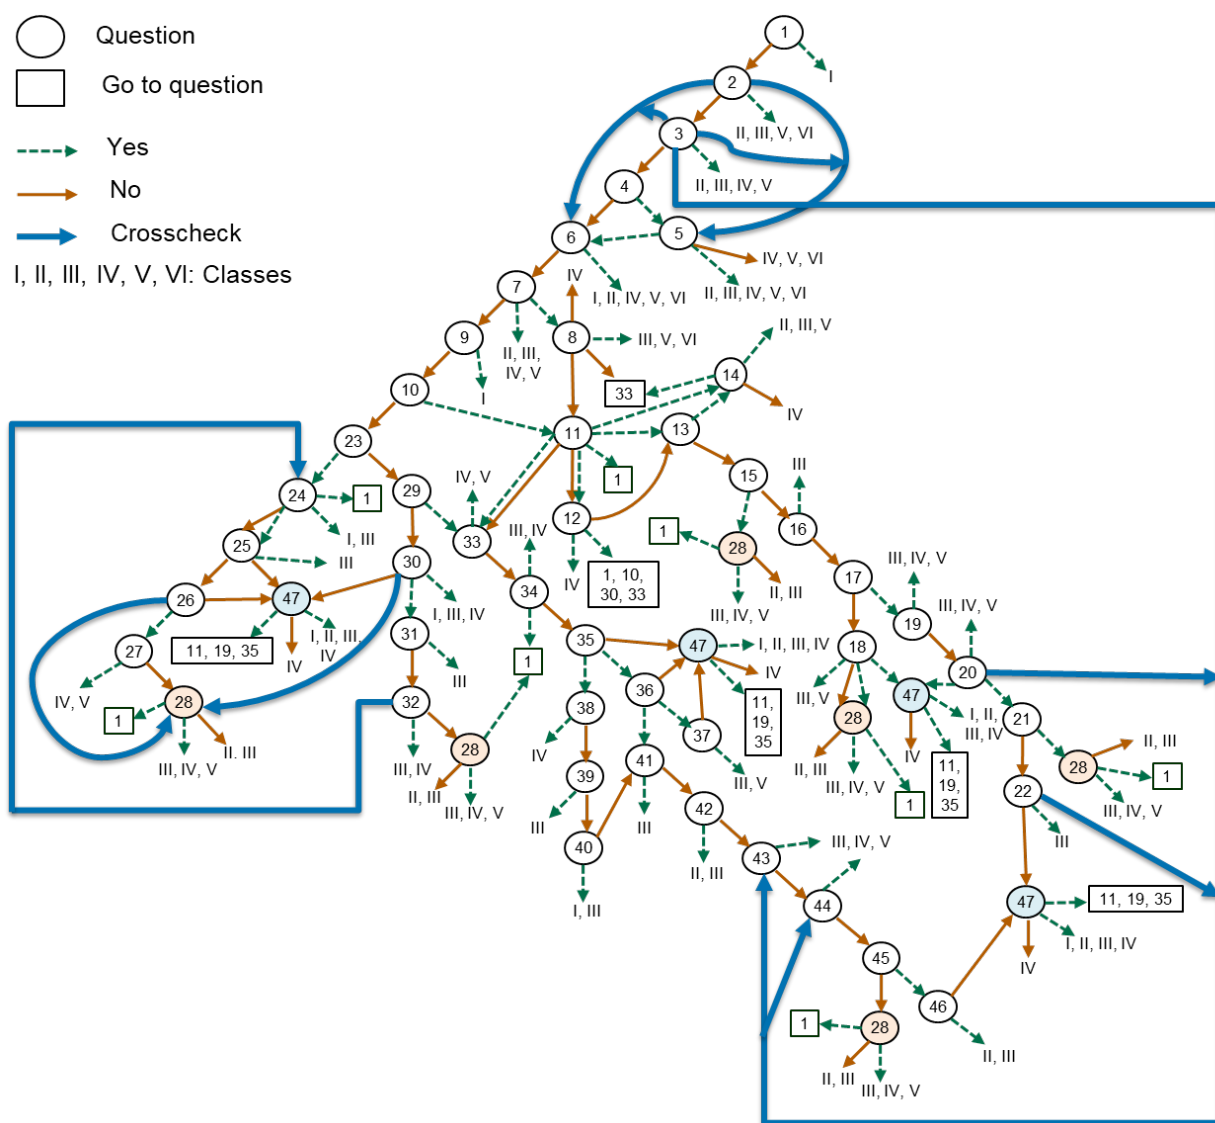 Question
Go to question
Yes
No
Crosscheck
I, II, III, IV, V, VI: Classes
1
I
2
II, III, V, VI
3
II, III, IV, V
4
5
6
IV, V, VI
II, III, IV, V, VI
I, II, IV, V, VI
7
IV
8
III, V, VI
II, III,
IV, V
9
I
33
14
II, III, V
IV
10
11
13
1
23
29
24
1
I, III
IV, V
33
12
IV
1, 10,
30, 33
15
III
16
1
28
II, III
III, IV, V
25
III
26
47
11, 19, 35
IV
I, II, III,
IV
30
I, III, IV
III, IV
34
1
17
III, IV, V
19
III, IV, V
27
IV, V
28
1
III, IV, V
II. III
31
III
32
III, IV
28
II, III
III, IV, V
35
47
I, II, III, IV
IV
11,
19,
35
36
37
III, V
38
IV
18
III, V
28
II, III
III, IV, V
1
47
IV
I, II,
III, IV
11,
19,
35
20
21
28
II, III
1
III, IV, V
39
III
40
I, III
41
III
42
II, III
43
III, IV, V
44
22
III
47
11, 19, 35
I, II, III, IV
IV
45
46
II, III
1
28
II, III
III, IV, V